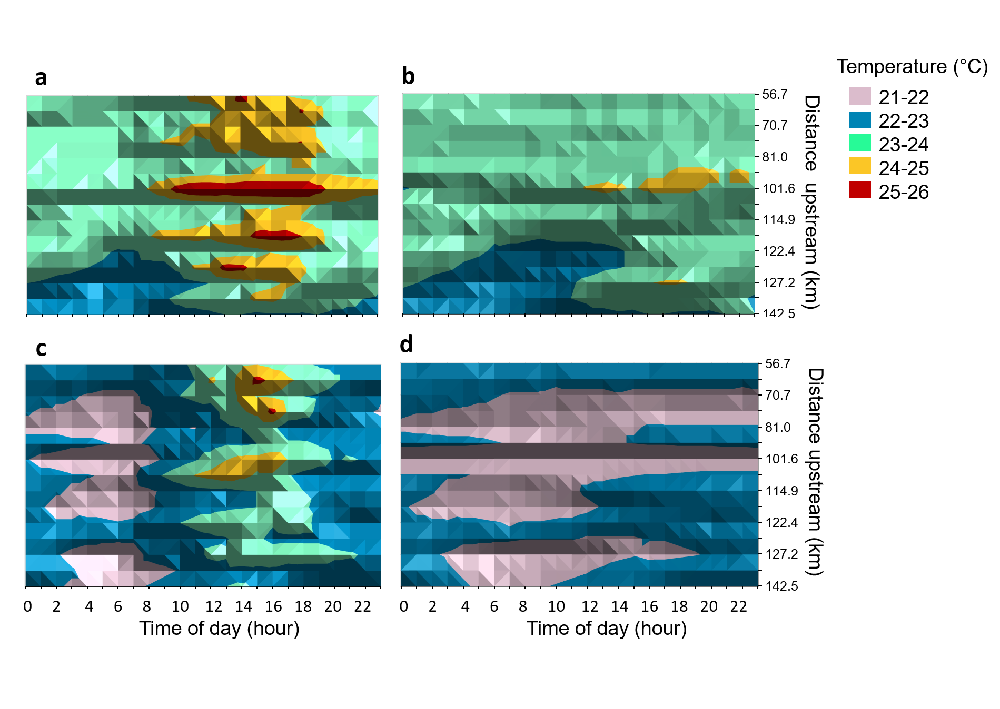 a
b
Temperature (°C)
21-22
22-23
23-24
24-25
25-26
56.7
70.7
81.0
101.6
114.9
122.4
127.2
142.5
Distance upstream (km)
c
d
56.7
70.7
81.0
101.6
114.9
122.4
127.2
142.5
Distance upstream (km)
0 2 4 6 8 10 12 14 16 18 20 22
0 2 4 6 8 10 12 14 16 18 20 22
Time of day (hour)
Time of day (hour)